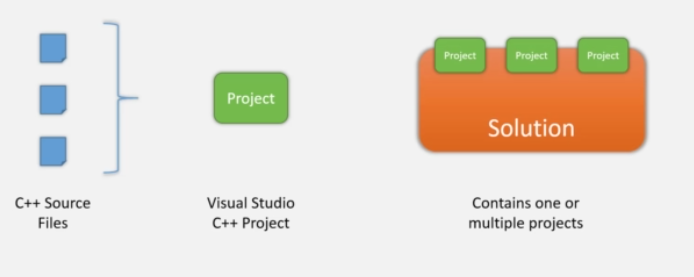 Project
Project
Project
Project
Solution
C++ Source
Files
Visual Studio
C++ Project
Contains one or
multiple projects